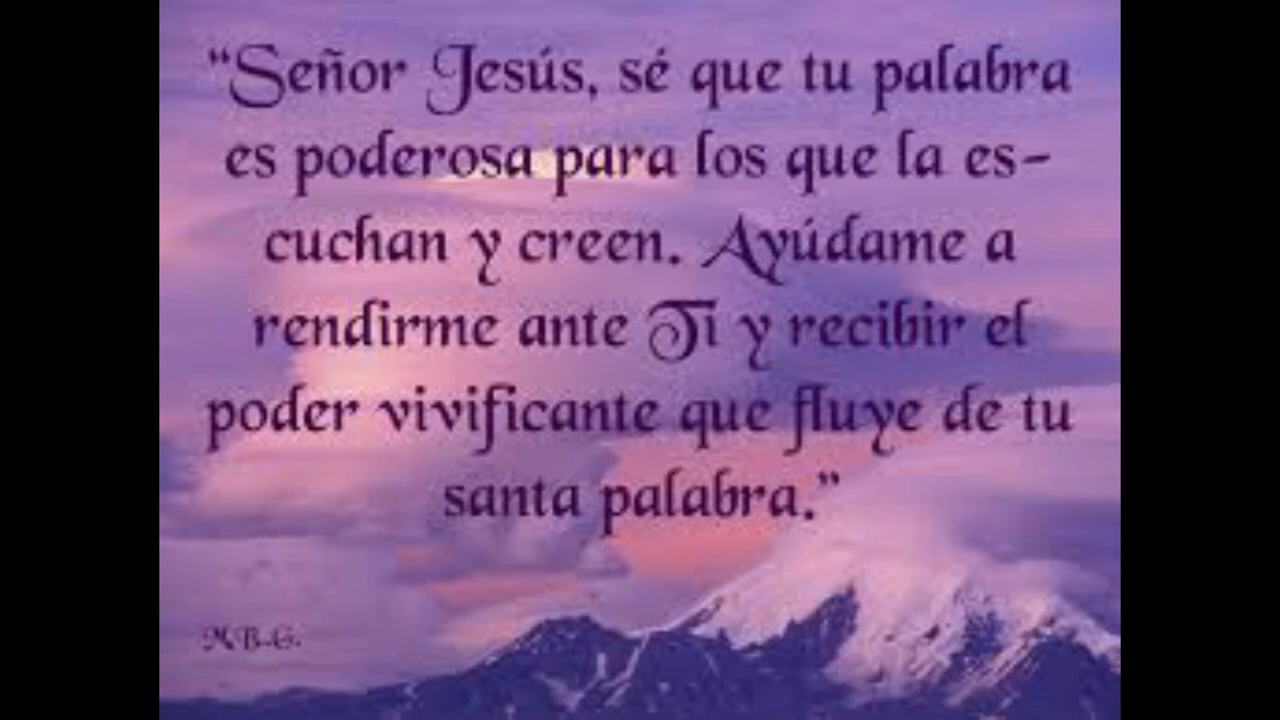 “Señor Jesús, sé que tu palabra
es poderosa para los que la es-
cuchan y creen. Ayúdame a
rendirme ante Ti y recibir el
poder vivificante que fluye de tu
santa palabra.”
M.B.G.